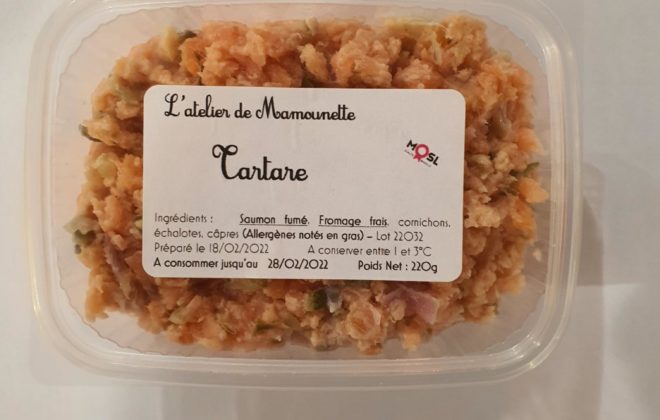 L'atelier de Mamounette
MOSL
Tartare
Ingrédients : Saumon fumé, Fromage frais, cornichons,
échalotes, câpres (Allergènes notés en gras) – Lot 22032
Préparé le 18/02/2022 A conserver entre 1 et 3°C
A consommer jusqu'au 28/02/2022 Poids Net : 220g